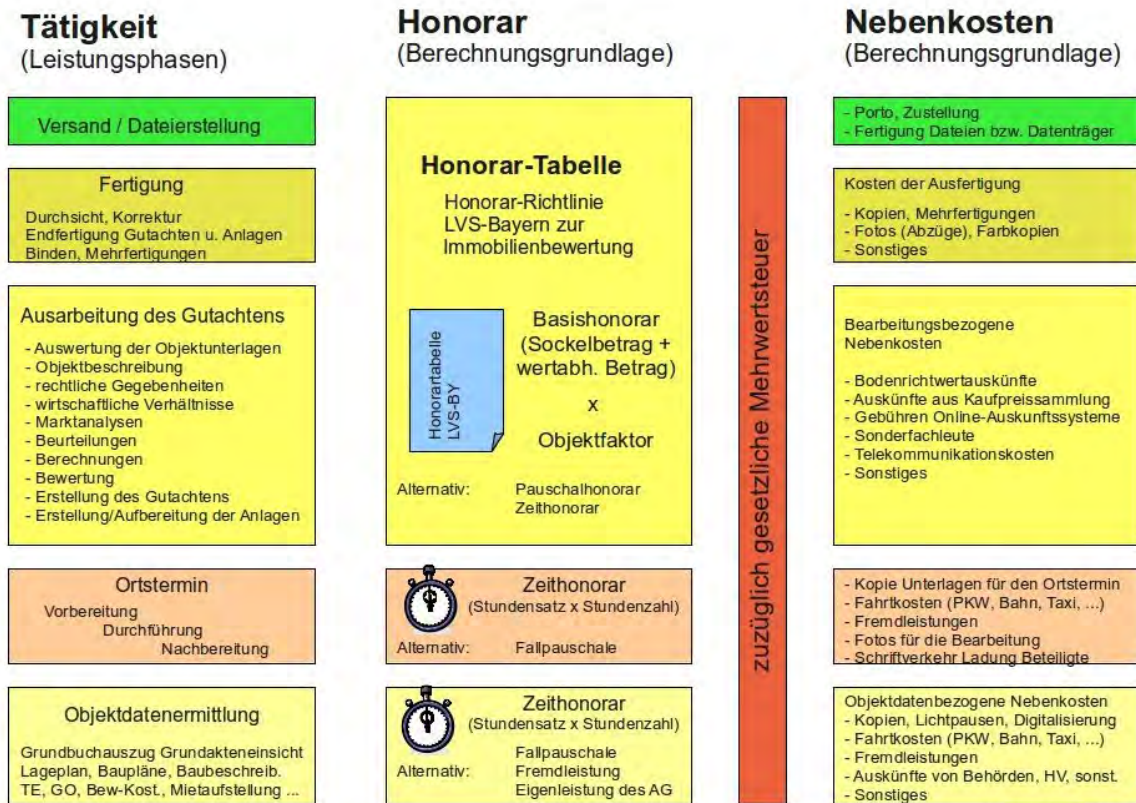 Tätigkeit
(Leistungsphasen)
Honorar
(Berechnungsgrundlage)
Nebenkosten
(Berechnungsgrundlage)
Versand / Dateierstellung
Fertigung
Durchsicht, Korrektur
Endfertigung Gutachten u. Anlagen
Binden, Mehrfertigungen
Ausarbeitung des Gutachtens
- Auswertung der Objektunterlagen
- Objektbeschreibung
- rechtliche Gegebenheiten
- wirtschaftliche Verhältnisse
- Marktanalysen
- Beurteilungen
- Berechnungen
- Bewertung
- Erstellung des Gutachtens
- Erstellung/Aufbereitung der Anlagen
Ortstermin
Vorbereitung
Durchführung
Nachbereitung
Objektdatenermittlung
Grundbuchauszug Grundakteneinsicht
Lageplan, Baupläne, Baubeschreib.
TE, GO, Bew-Kost., Mietaufstellung ...
Honorar-Tabelle
Honorar-Richtlinie
LVS-Bayern zur
Immobilienbewertung
Honorartabelle
LVS-BY
Basishonorar
(Sockelbetrag +
wertabh. Betrag)
x
Objektfaktor
Alternativ: Pauschalhonorar
Zeithonorar
Zeithonorar
(Stundensatz x Stundenzahl)
Alternativ: Fallpauschale
Zeithonorar
(Stundensatz x Stundenzahl)
Fallpauschale
Alternativ: Fremdleistung
Eigenleistung des AG
zuzüglich gesetzliche Mehrwertsteuer
- Porto, Zustellung
- Fertigung Dateien bzw. Datenträger
Kosten der Ausfertigung
- Kopien, Mehrfertigungen
- Fotos (Abzüge), Farbkopien
- Sonstiges
Bearbeitungsbezogene
Nebenkosten
- Bodenrichtwertauskünfte
- Auskünfte aus Kaufpreissammlung
- Gebühren Online-Auskunftssysteme
- Sonderfachleute
- Telekommunikationskosten
- Sonstiges
- Kopie Unterlagen für den Ortstermin
- Fahrtkosten (PKW, Bahn, Taxi, ...)
- Fremdleistungen
- Fotos für die Bearbeitung
- Schriftverkehr Ladung Beteiligte
Objektdatenbezogene Nebenkosten
- Kopien, Lichtpausen, Digitalisierung
- Fahrtkosten (PKW, Bahn, Taxi, ...)
- Fremdleistungen
- Auskünfte von Behörden, HV, sonst.
- Sonstiges